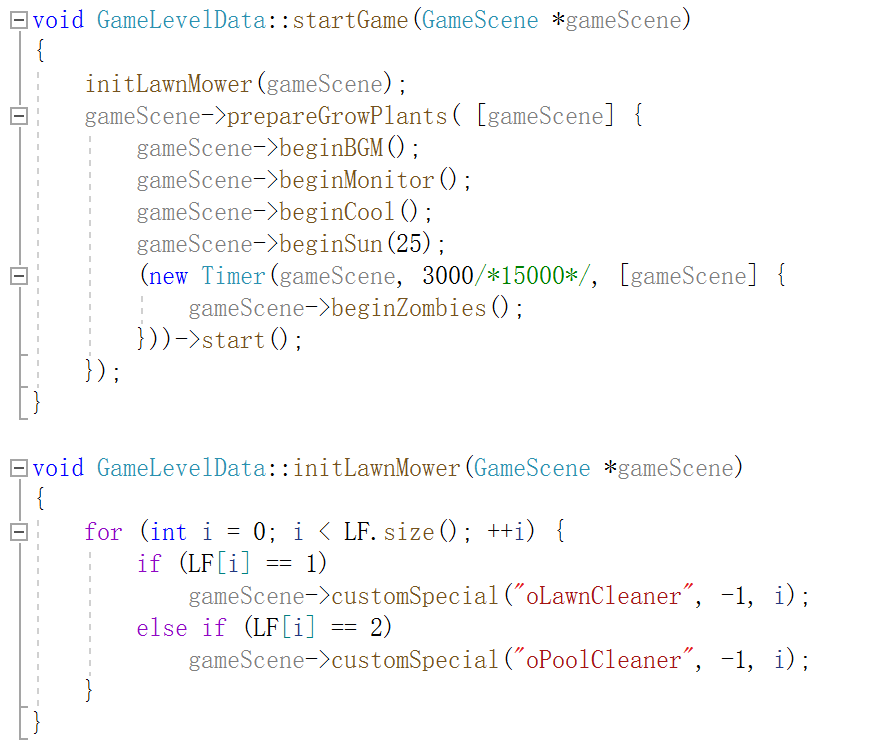 void GameLevelData::startGame(GameScene *gameScene)
{
    initLawnMower(gameScene);
    gameScene->prepareGrowPlants( [gameScene] {
        gameScene->beginBGM();
        gameScene->beginMonitor();
        gameScene->beginCool();
        gameScene->beginSun(25);
        (new Timer(gameScene, 3000/*15000*/, [gameScene] {
            gameScene->beginZombies();
        }))->start();
    });
}

void GameLevelData::initLawnMower(GameScene *gameScene)
{
    for (int i = 0; i < LF.size(); ++i) {
        if (LF[i] == 1)
            gameScene->customSpecial("oLawnCleaner", -1, i);
        else if (LF[i] == 2)
            gameScene->customSpecial("oPoolCleaner", -1, i);
    }
}